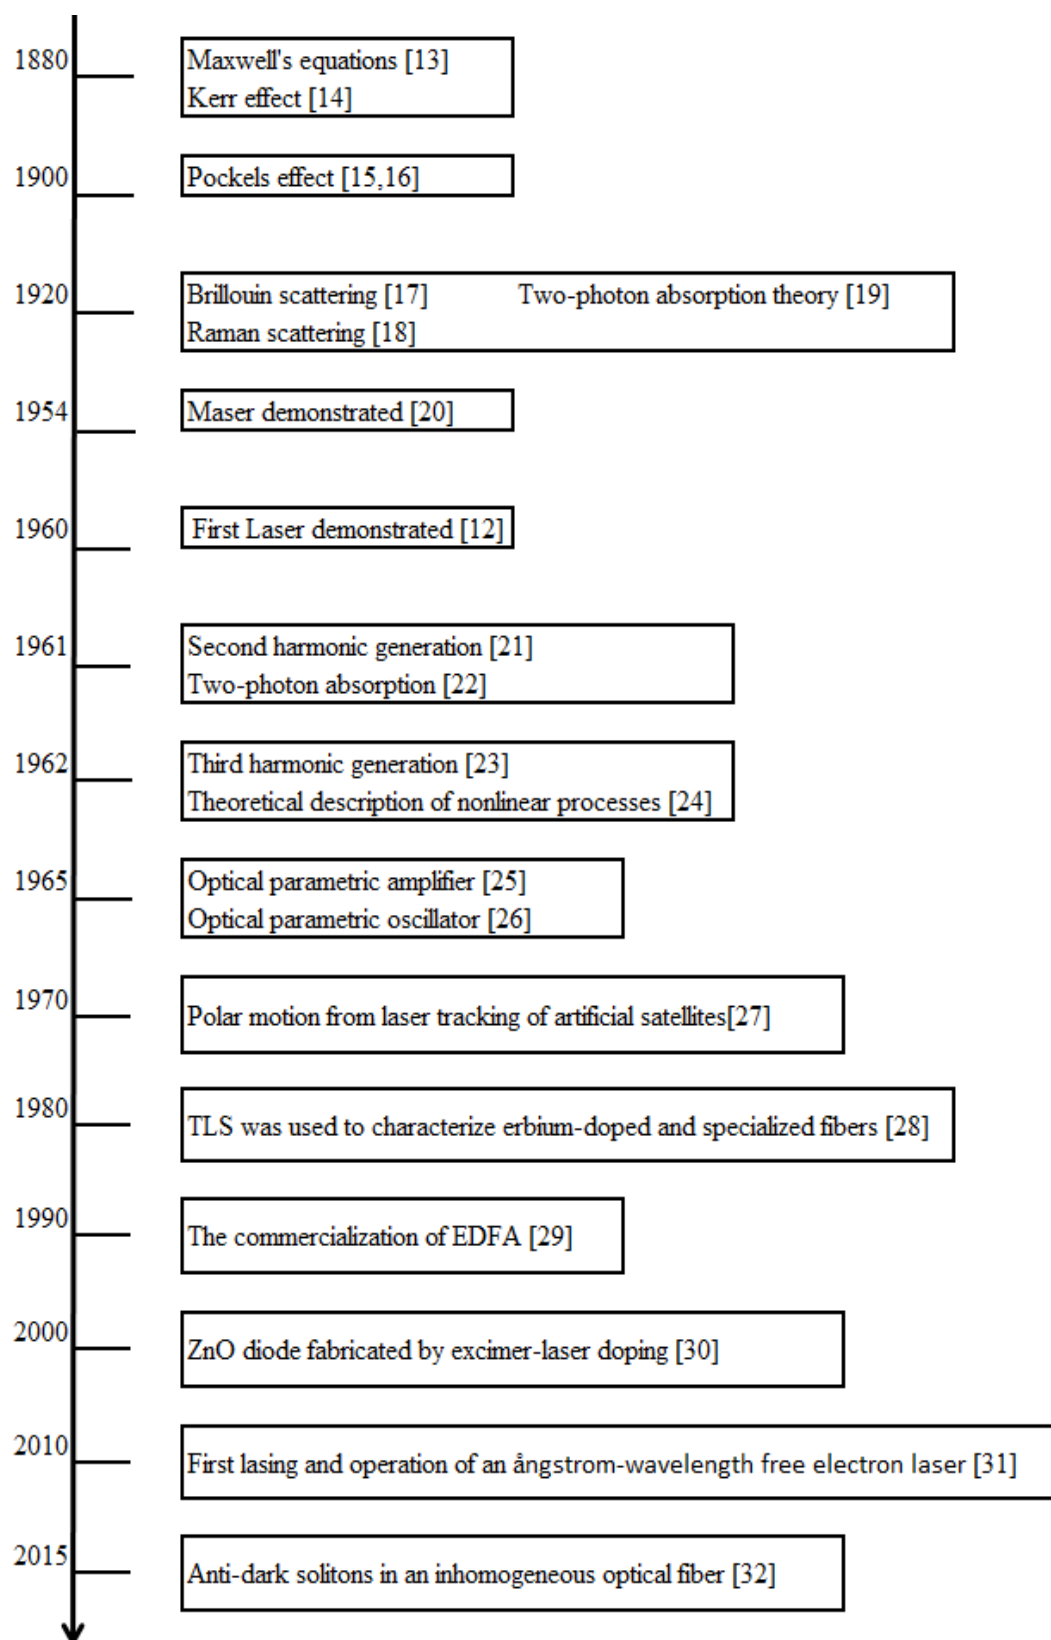 1880
Maxwell's equations [13]
Kerr effect [14]
1900
Pockels effect [15,16]
1920
Brillouin scattering [17] Two-photon absorption theory [19]
Raman scattering [18]
1954
Maser demonstrated [20]
1960
First Laser demonstrated [12]
1961
Second harmonic generation [21]
Two-photon absorption [22]
1962
Third harmonic generation [23]
Theoretical description of nonlinear processes [24]
1965
Optical parametric amplifier [25]
Optical parametric oscillator [26]
1970
Polar motion from laser tracking of artificial satellites[27]
1980
TLS was used to characterize erbium-doped and specialized fibers [28]
1990
The commercialization of EDFA [29]
2000
ZnO diode fabricated by excimer-laser doping [30]
2010
First lasing and operation of an ångstrom-wavelength free electron laser [31]
2015
Anti-dark solitons in an inhomogeneous optical fiber [32]